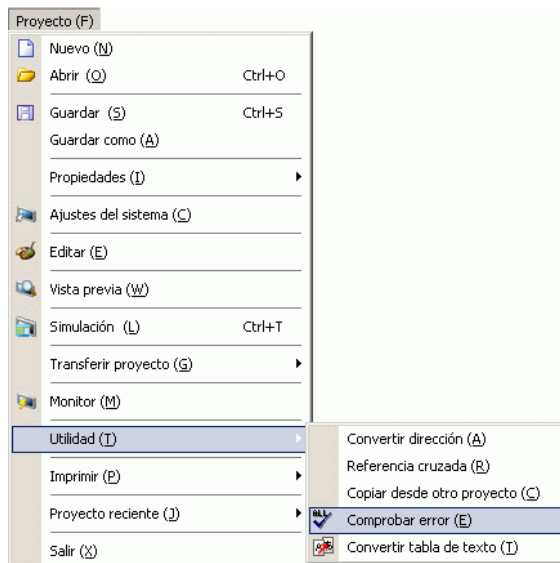 Proyecto (F)
Nuevo (N)
Abrir (O) Ctrl+O
Guardar (S) Ctrl+S
Guardar como (A)
Propiedades (I)
Ajustes del sistema (C)
Editar (E)
Vista previa (W)
Simulación (L) Ctrl+T
Transferir proyecto (G)
Monitor (M)
Utilidad (T)
Convertir dirección (A)
Referencia cruzada (R)
Imprimir (P)
Copiar desde otro proyecto (C)
Proyecto reciente (J)
ALL Comprobar error (E)
Salir (X)
Convertir tabla de texto (T)